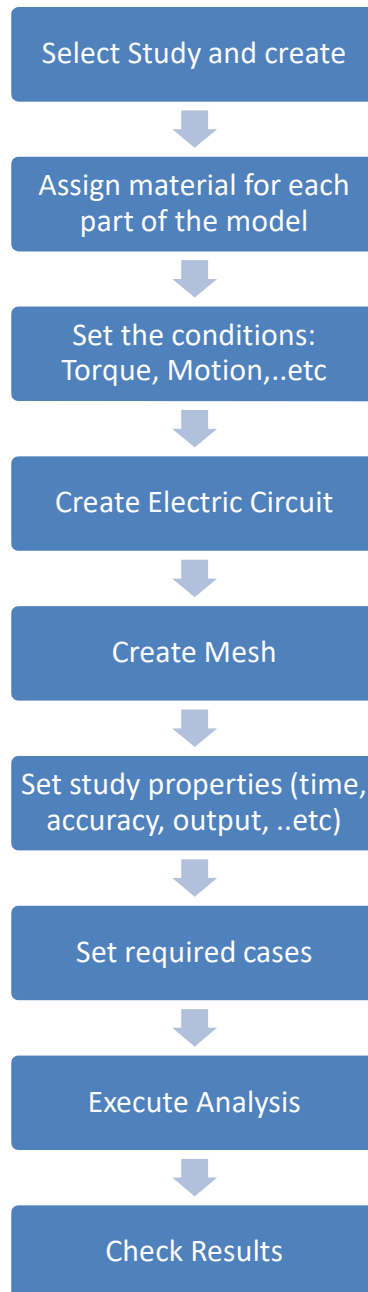 Select Study and create
Assign material for each
part of the model
Set the conditions:
Torque, Motion,..etc
Create Electric Circuit
Create Mesh
Set study properties (time,
accuracy, output, ..etc)
Set required cases
Execute Analysis
Check Results